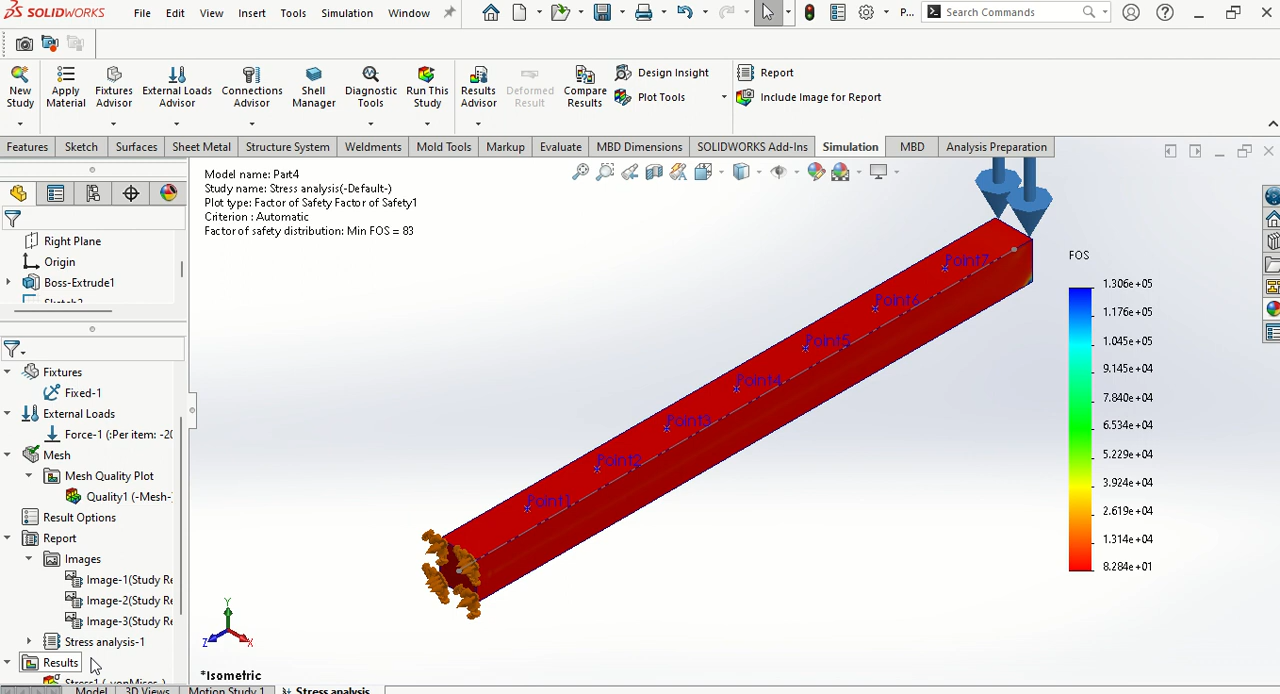 SOLIDWORKS File Edit View Insert Tools Simulation Window P... Search Commands
New Study
Apply Material
Fixtures Advisor
External Loads Advisor
Connections Advisor
Shell Manager
Diagnostic Tools
Run This Study
Results Advisor
Deformed Result
Compare Results
Design Insight
Plot Tools
Report
Include Image for Report
Features Sketch Surfaces Sheet Metal Structure System Weldments Mold Tools Markup Evaluate MBD Dimensions SOLIDWORKS Add-Ins Simulation MBD Analysis Preparation
Model name: Part4
Study name: Stress analysis(-Default-)
Plot type: Factor of Safety Factor of Safety1
Criterion : Automatic
Factor of safety distribution: Min FOS = 83
Right Plane
Origin
Boss-Extrude1
Sketch2
Fixtures
Fixed-1
External Loads
Force-1 (:Per item: -20
Mesh
Mesh Quality Plot
Quality1 (-Mesh-
Result Options
Report
Images
Image-1(Study Re
Image-2(Study Re
Image-3(Study Re
Stress analysis-1
Results
Stress1 (-vonMises-)
Point7
Point6
Point5
Point4
Point3
Point2
Point1
FOS
1.306e+05
1.176e+05
1.045e+05
9.145e+04
7.840e+04
6.534e+04
5.229e+04
3.924e+04
2.619e+04
1.314e+04
8.284e+01
Y
Z
X
*Isometric
Model 3D Views Motion Study 1 Stress analysis